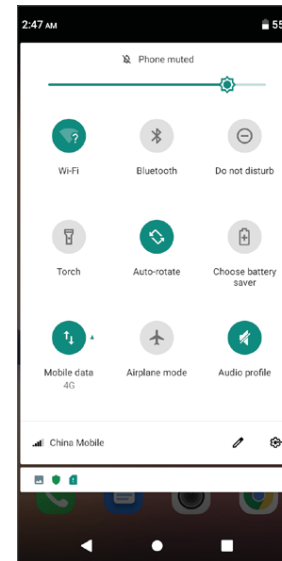 2:47 AM 55
Phone muted
?
Wi-Fi Bluetooth Do not disturb
Torch Auto-rotate Choose battery
saver
Mobile data Airplane mode Audio profile
4G
China Mobile